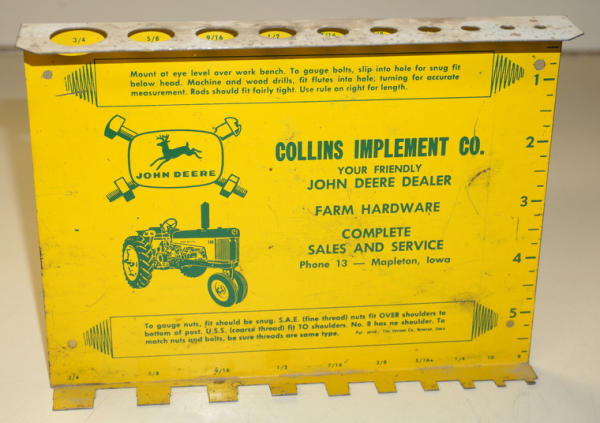 3/4 5/8 9/16 1/2
Mount at eye level over work bench. To gauge bolts, slip into hole for snug fit
below head. Machine and wood drills, fit flutes into hole; turning for accurate
measurement. Rods should fit fairly tight. Use rule on right for length.
1
JOHN DEERE
COLLINS IMPLEMENT CO.
YOUR FRIENDLY
JOHN DEERE DEALER
FARM HARDWARE
COMPLETE
SALES AND SERVICE
Phone 13 — Mapleton, Iowa
2
3
4
5
To gauge nuts, fit should be snug. S.A.E. (fine thread) nuts fit OVER shoulders to
bottom of post. U.S.S. (coarse thread) fit TO shoulders. No. 8 has no shoulder. To
match nuts and bolts, be sure threads are same type.
3/4 5/8 9/16 1/2 7/16 3/8 5/16 1/4 10 8